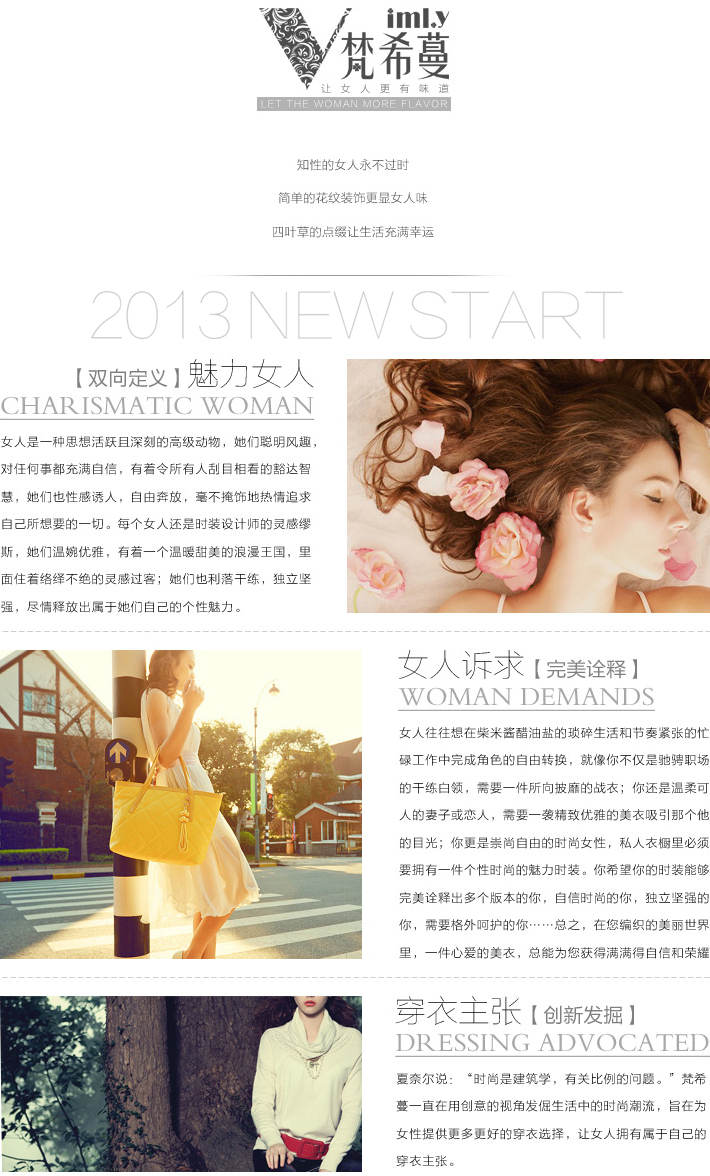 iml.y
梵希蔓
让女人更有味道
LET THE WOMAN MORE FLAVOR
知性的女人永不过时
简单的花纹装饰更显女人味
四叶草的点缀让生活充满幸运
2013 NEW START
【双向定义】魅力女人
CHARISMATIC WOMAN
女人是一种思想活跃且深刻的高级动物，她们聪明风趣，
对任何事都充满自信，有着令所有人刮目相看的豁达智
慧，她们也性感诱人，自由奔放，毫不掩饰地热情追求
自己所想要的一切。每个女人还是时装设计师的灵感缪
斯，她们温婉优雅，有着一个温暖甜美的浪漫王国，里
面住着络绎不绝的灵感过客；她们也利落干练，独立坚
强，尽情释放出属于她们自己的个性魅力。
女人诉求【完美诠释】
WOMAN DEMANDS
女人往往想在柴米酱醋油盐的琐碎生活和节奏紧张的忙
碌工作中完成角色的自由转换，就像你不仅是驰骋职场
的干练白领，需要一件所向披靡的战衣；你还是温柔可
人的妻子或恋人，需要一袭精致优雅的美衣吸引那个他
的目光；你更是崇尚自由的时尚女性，私人衣橱里必须
要拥有一件个性时尚的魅力时装。你希望你的时装能够
完美诠释出多个版本的你，自信时尚的你，独立坚强的
你，需要格外呵护的你……总之，在您编织的美丽世界
里，一件心爱的美衣，总能为您获得满满得自信和荣耀
穿衣主张【创新发掘】
DRESSING ADVOCATED
夏奈尔说：“时尚是建筑学，有关比例的问题。”梵希
蔓一直在用创意的视角发倔生活中的时尚潮流，旨在为
女性提供更多更好的穿衣选择，让女人拥有属于自己的
穿衣主张。